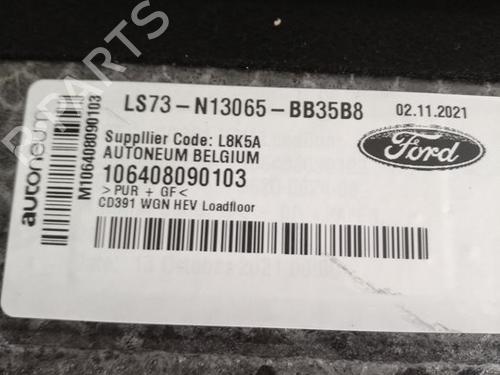 LS73-N13065-BB35B8
02.11.2021
Supplier Code: L8K5A
AUTONEUM BELGIUM
106408090103
> PUR + GF<
CD391 WGN HEV Loadfloor
Ford
autoneum
M106408090103
B-PARTS